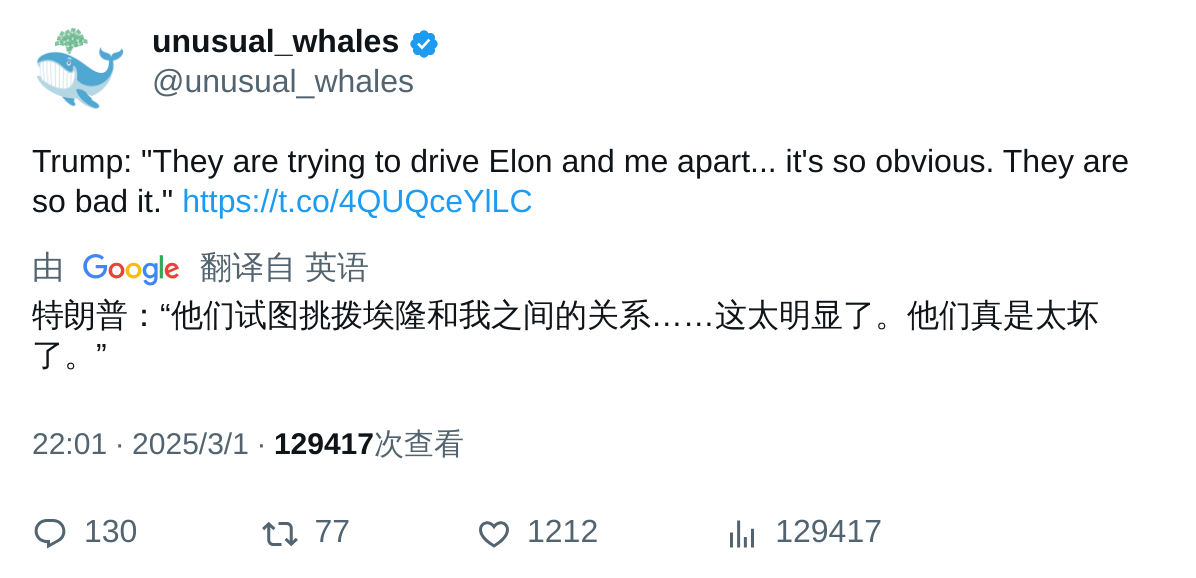 unusual_whales
@unusual_whales
Trump: "They are trying to drive Elon and me apart... it's so obvious. They are
so bad it." https://t.co/4QUQceYlLC
由 Google 翻译自 英语
特朗普：“他们试图挑拨埃隆和我之间的关系……这太明显了。他们真是太坏
了。”
22:01 · 2025/3/1 · 129417次查看
130 77 1212 129417